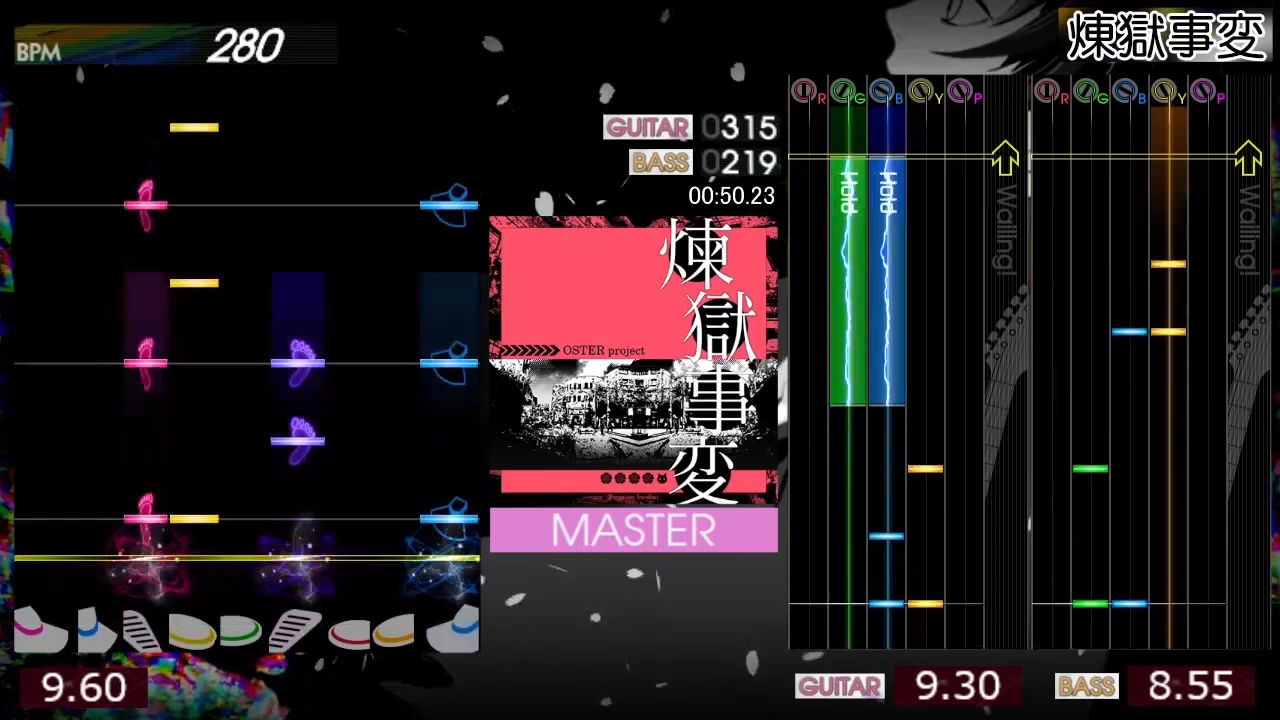 BPM 280
煉獄事変
GUITAR 0315
BASS 0219
00:50.23
R G B Y P
R G B Y P
Hold Hold
Wailing!
Wailing!
煉獄事変
OSTER project
MASTER
9.60
GUITAR 9.30
BASS 8.55